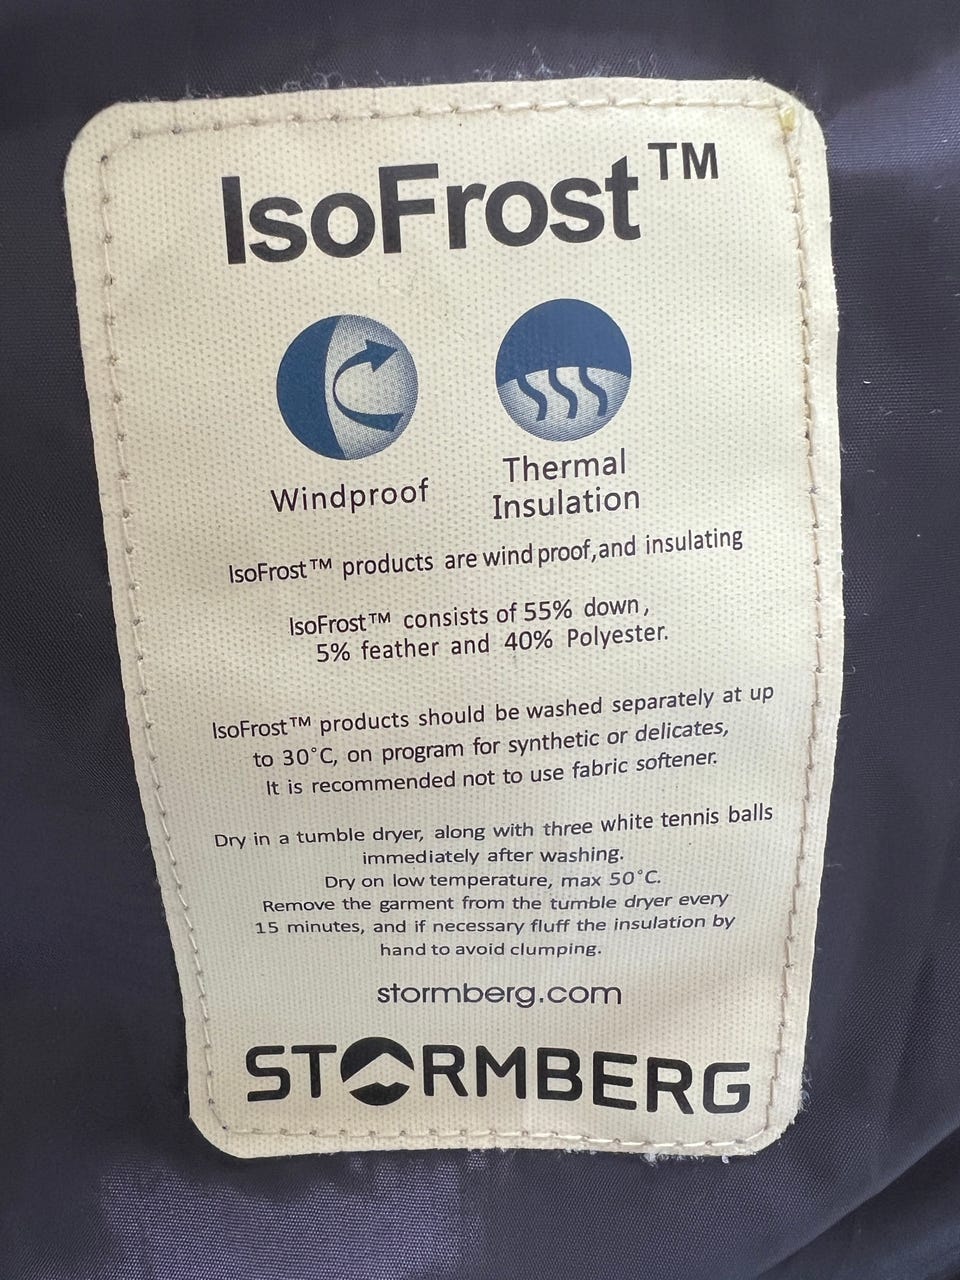 IsoFrost™
Windproof
Thermal
Insulation
IsoFrost™ products are wind proof,and insulating
IsoFrost™ consists of 55% down,
5% feather and 40% Polyester.
IsoFrost™ products should be washed separately at up
to 30°C, on program for synthetic or delicates,
It is recommended not to use fabric softener.
Dry in a tumble dryer, along with three white tennis balls
immediately after washing.
Dry on low temperature, max 50°C.
Remove the garment from the tumble dryer every
15 minutes, and if necessary fluff the insulation by
hand to avoid clumping.
stormberg.com
STORMBERG